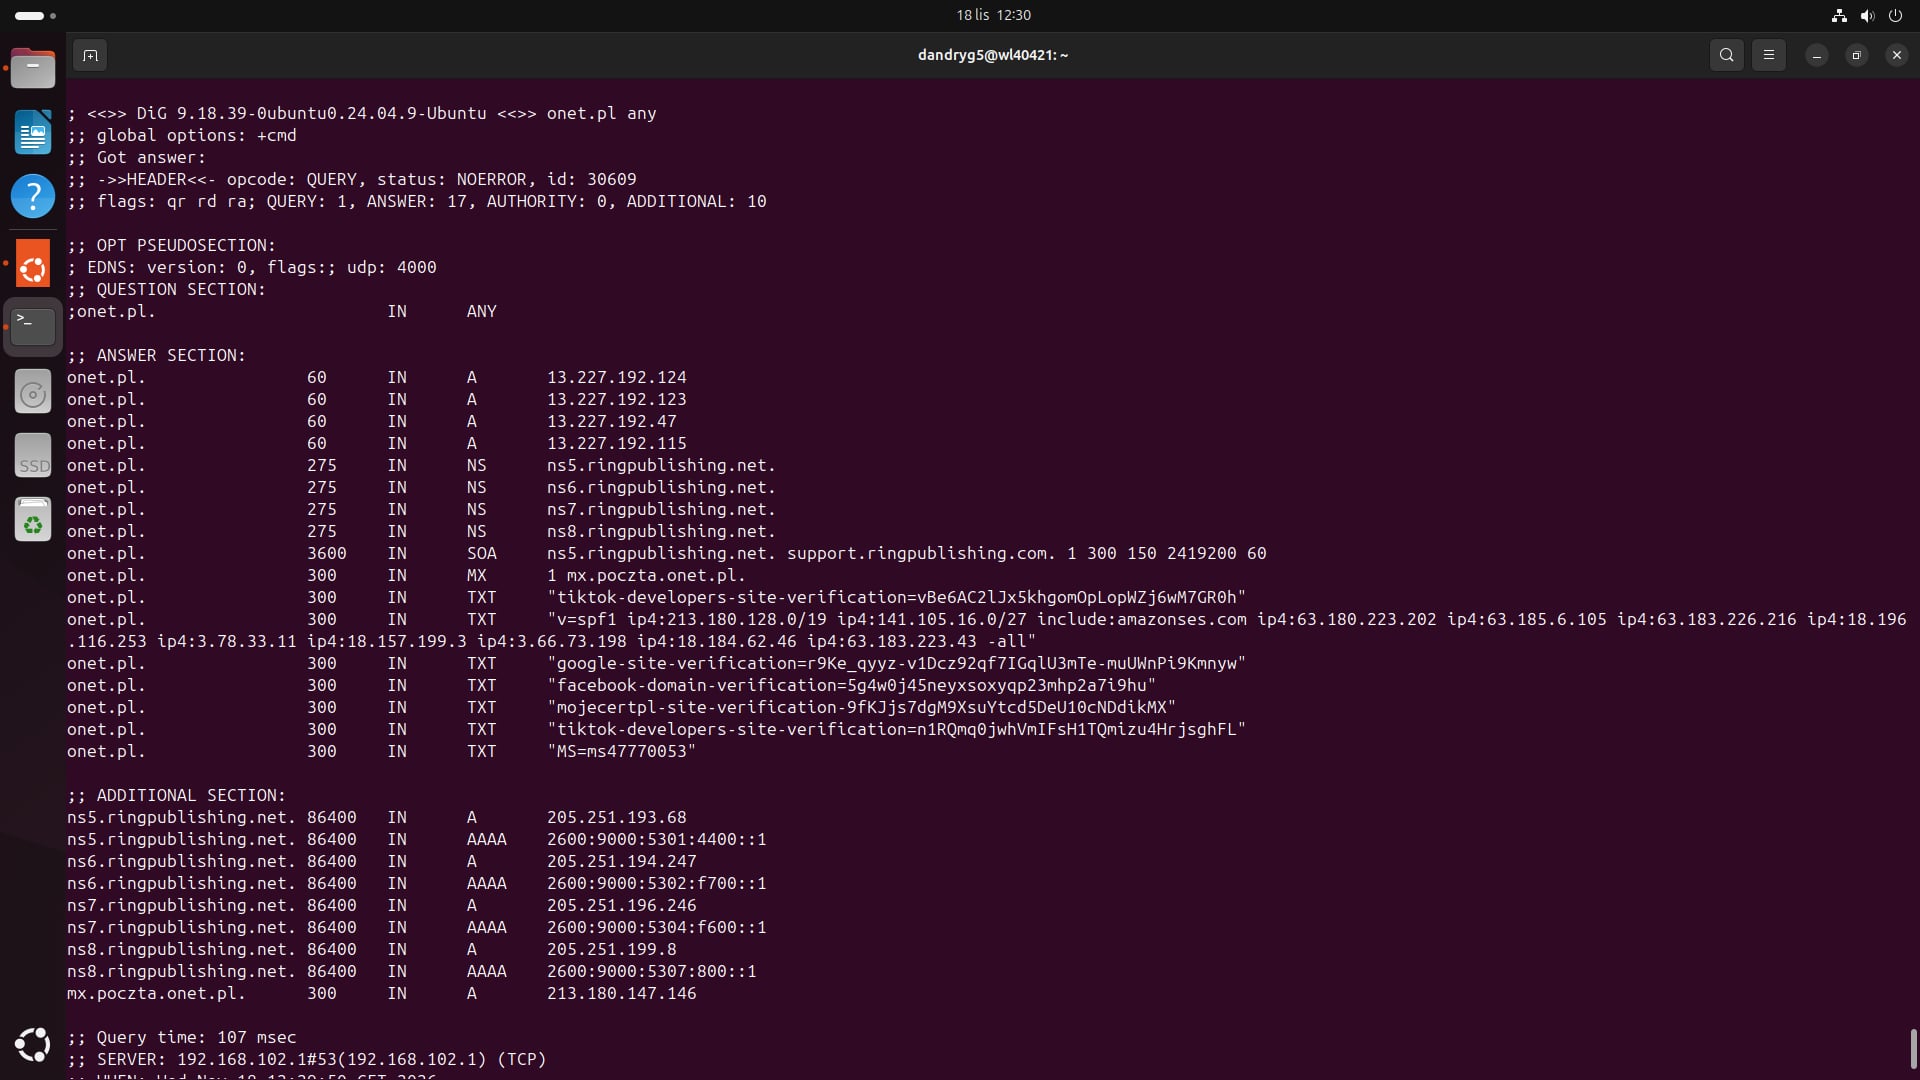 18 lis 12:30
dandryg5@wl40421: ~
; <<>> DiG 9.18.39-0ubuntu0.24.04.9-Ubuntu <<>> onet.pl any
;; global options: +cmd
;; Got answer:
;; ->>HEADER<<- opcode: QUERY, status: NOERROR, id: 30609
;; flags: qr rd ra; QUERY: 1, ANSWER: 17, AUTHORITY: 0, ADDITIONAL: 10
;; OPT PSEUDOSECTION:
; EDNS: version: 0, flags:; udp: 4000
;; QUESTION SECTION:
;onet.pl. IN ANY
;; ANSWER SECTION:
onet.pl. 60 IN A 13.227.192.124
onet.pl. 60 IN A 13.227.192.123
onet.pl. 60 IN A 13.227.192.47
onet.pl. 60 IN A 13.227.192.115
onet.pl. 275 IN NS ns5.ringpublishing.net.
onet.pl. 275 IN NS ns6.ringpublishing.net.
onet.pl. 275 IN NS ns7.ringpublishing.net.
onet.pl. 275 IN NS ns8.ringpublishing.net.
onet.pl. 3600 IN SOA ns5.ringpublishing.net. support.ringpublishing.com. 1 300 150 2419200 60
onet.pl. 300 IN MX 1 mx.poczta.onet.pl.
onet.pl. 300 IN TXT "tiktok-developers-site-verification=vBe6AC2lJx5khgomOpLopWZj6wM7GR0h"
onet.pl. 300 IN TXT "v=spf1 ip4:213.180.128.0/19 ip4:141.105.16.0/27 include:amazonses.com ip4:63.180.223.202 ip4:63.185.6.105 ip4:63.183.226.216 ip4:18.196
.116.253 ip4:3.78.33.11 ip4:18.157.199.3 ip4:3.66.73.198 ip4:18.184.62.46 ip4:63.183.223.43 -all"
onet.pl. 300 IN TXT "google-site-verification=r9Ke_qyyz-v1Dcz92qf7IGqlU3mTe-muUWnPi9Kmnyw"
onet.pl. 300 IN TXT "facebook-domain-verification=5g4w0j45neyxsoxyqp23mhp2a7i9hu"
onet.pl. 300 IN TXT "mojecertpl-site-verification-9fKJjs7dgM9XsuYtcd5DeU10cNDdikMX"
onet.pl. 300 IN TXT "tiktok-developers-site-verification=n1RQmq0jwhVmIFsH1TQmizu4HrjsghFL"
onet.pl. 300 IN TXT "MS=ms47770053"
;; ADDITIONAL SECTION:
ns5.ringpublishing.net. 86400 IN A 205.251.193.68
ns5.ringpublishing.net. 86400 IN AAAA 2600:9000:5301:4400::1
ns6.ringpublishing.net. 86400 IN A 205.251.194.247
ns6.ringpublishing.net. 86400 IN AAAA 2600:9000:5302:f700::1
ns7.ringpublishing.net. 86400 IN A 205.251.196.246
ns7.ringpublishing.net. 86400 IN AAAA 2600:9000:5304:f600::1
ns8.ringpublishing.net. 86400 IN A 205.251.199.8
ns8.ringpublishing.net. 86400 IN AAAA 2600:9000:5307:800::1
mx.poczta.onet.pl. 300 IN A 213.180.147.146
;; Query time: 107 msec
;; SERVER: 192.168.102.1#53(192.168.102.1) (TCP)
SSD